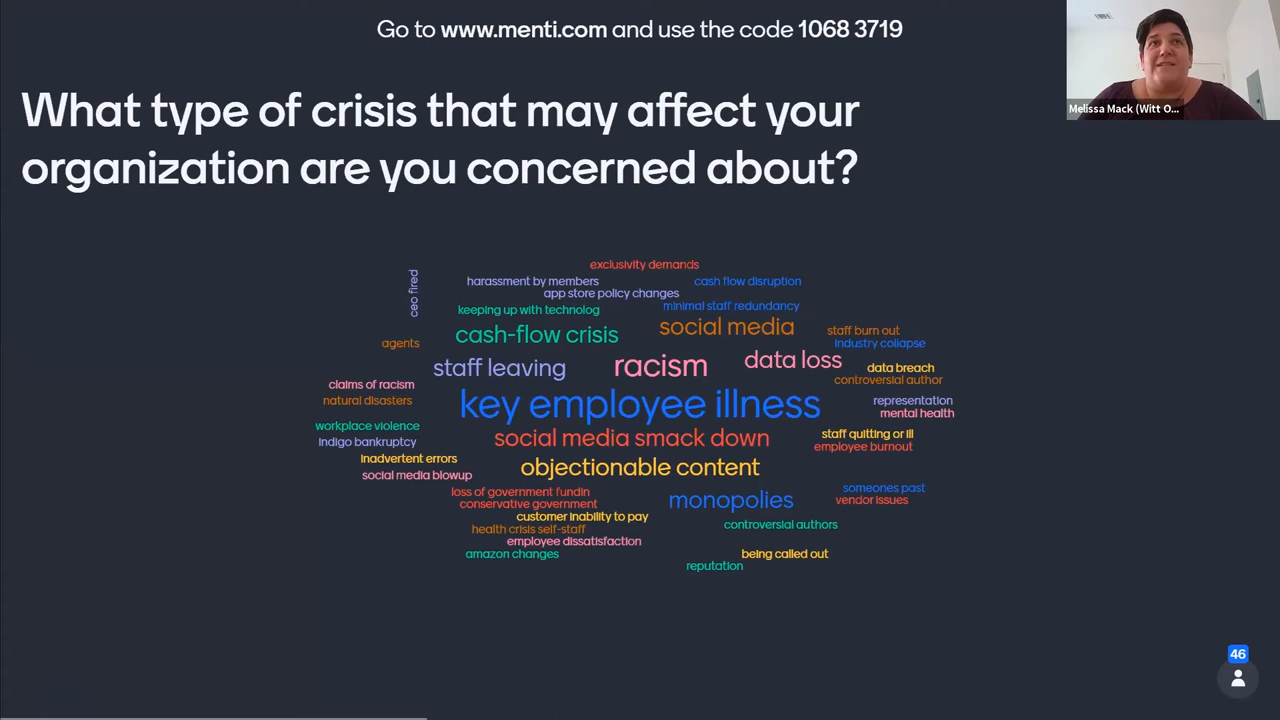 Go to www.menti.com and use the code 1068 3719
Melissa Mack (Witt O...
What type of crisis that may affect your
organization are you concerned about?
exclusivity demands
ceo fired
harassment by members
cash flow disruption
app store policy changes
keeping up with technolog
minimal staff redundancy
cash-flow crisis
social media
staff burn out
agents
industry collapse
staff leaving
racism
data loss
data breach
controversial author
claims of racism
natural disasters
key employee illness
representation
mental health
workplace violence
indigo bankruptcy
social media smack down
staff quitting or ill
employee burnout
inadvertent errors
objectionable content
social media blowup
someones past
loss of government fundin
monopolies
vendor issues
conservative government
customer inability to pay
controversial authors
health crisis self-staff
employee dissatisfaction
amazon changes
being called out
reputation
46